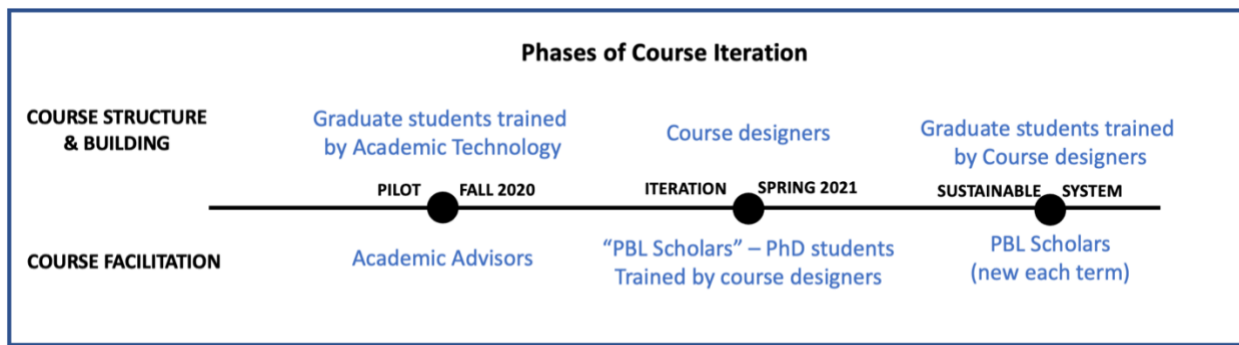 Phases of Course Iteration
COURSE STRUCTURE
& BUILDING
Graduate students trained
by Academic Technology
Course designers
Graduate students trained
by Course designers
PILOT FALL 2020
ITERATION SPRING 2021
SUSTAINABLE SYSTEM
COURSE FACILITATION
Academic Advisors
“PBL Scholars” – PhD students
Trained by course designers
PBL Scholars
(new each term)